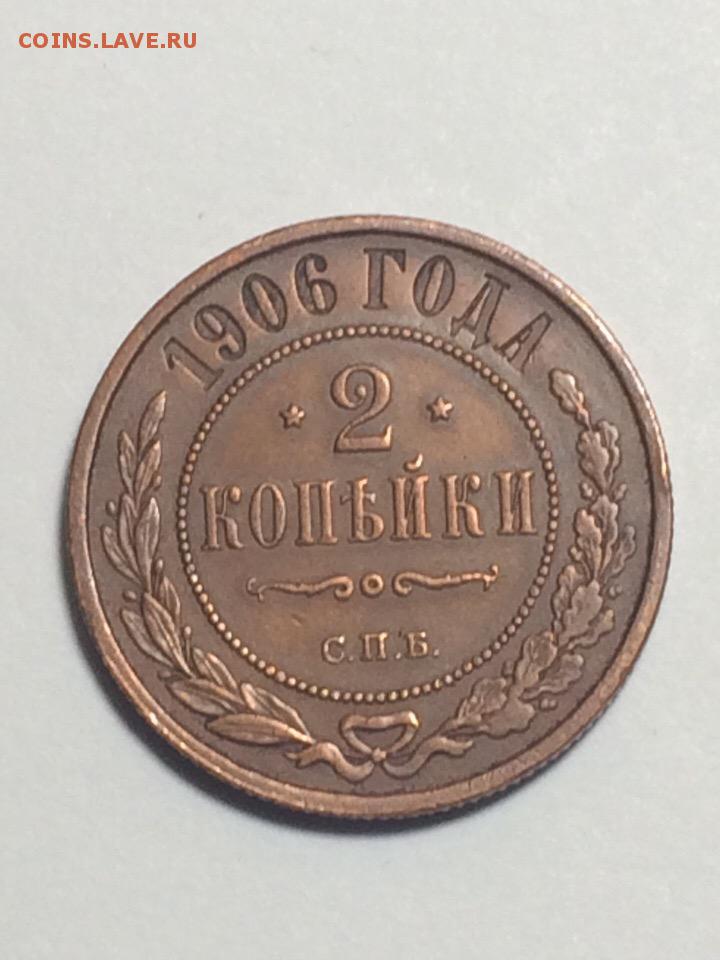 COINS.LAVE.RU
1906 ГОДА
2
КОПѢЙКИ
С.П.Б.